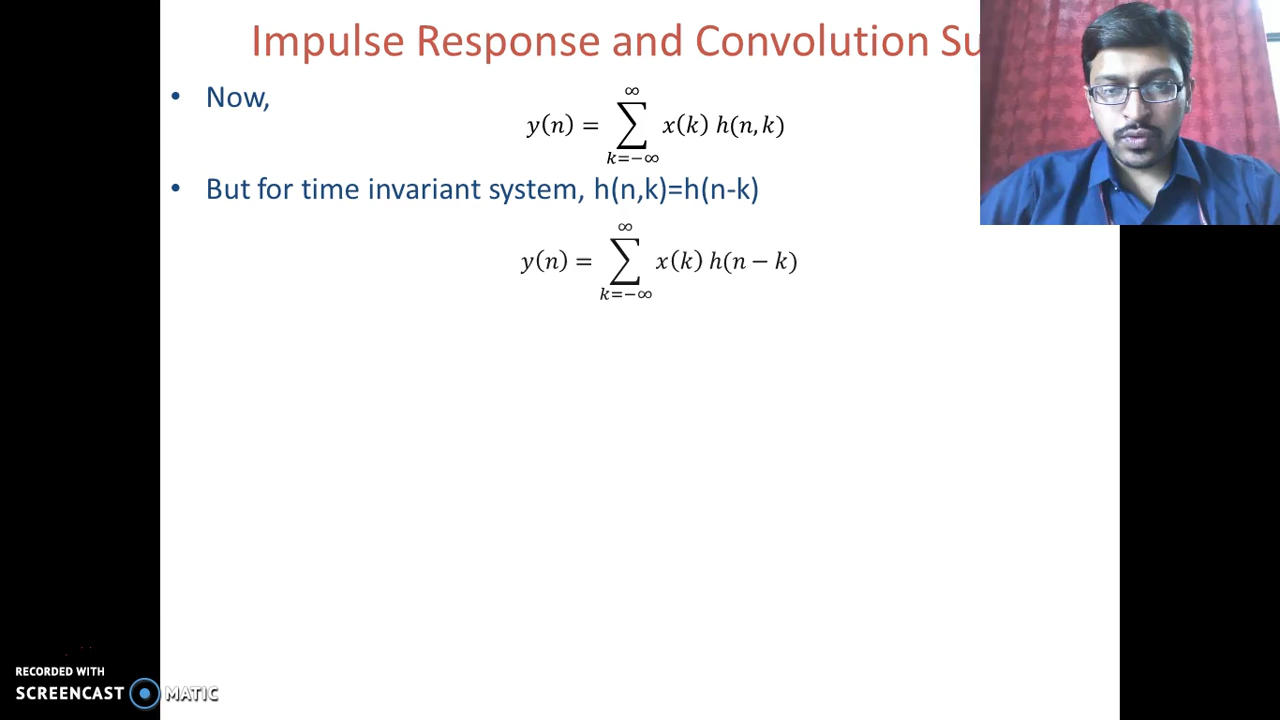 Impulse Response and Convolution Su
• Now,
y(n) = ∑_{k=−∞}^{∞} x(k) h(n, k)
• But for time invariant system, h(n,k)=h(n-k)
y(n) = ∑_{k=−∞}^{∞} x(k) h(n − k)
RECORDED WITH
SCREENCAST MATIC